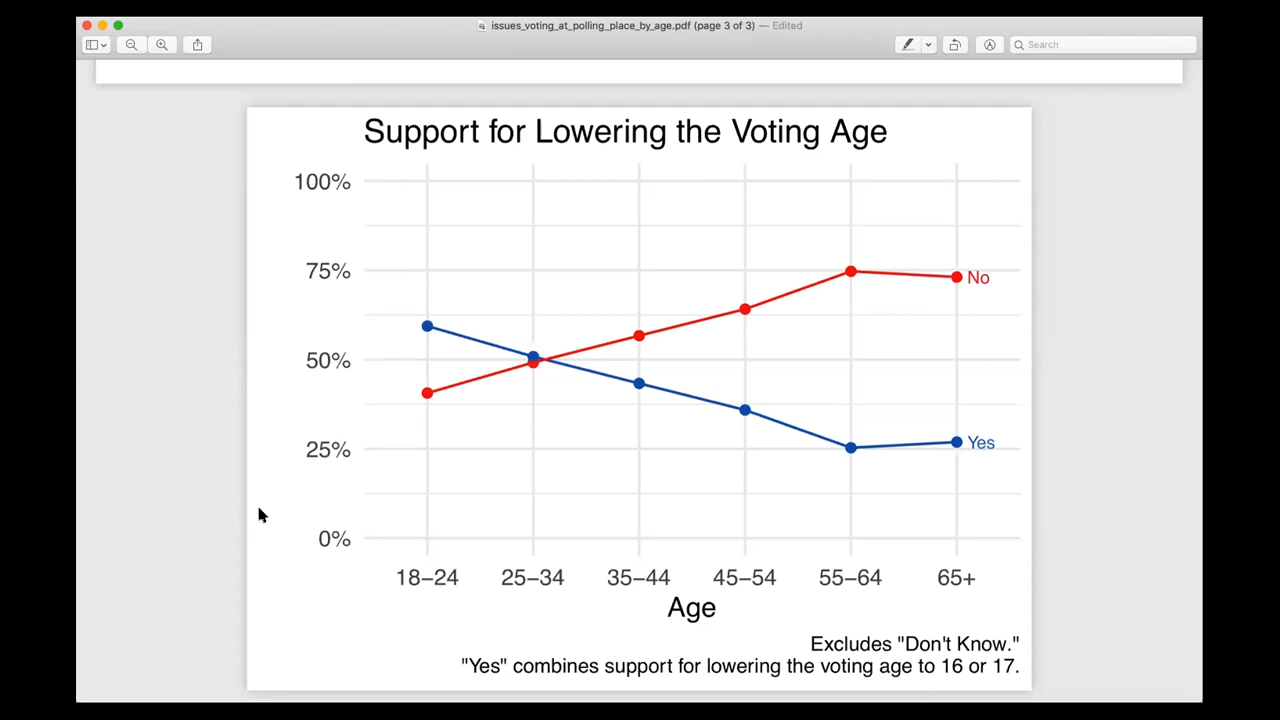 issues_voting_at_polling_place_by_age.pdf (page 3 of 3) — Edited
Search
Support for Lowering the Voting Age
100%
75%
50%
25%
0%
No
Yes
18–24 25–34 35–44 45–54 55–64 65+
Age
Excludes "Don't Know."
"Yes" combines support for lowering the voting age to 16 or 17.